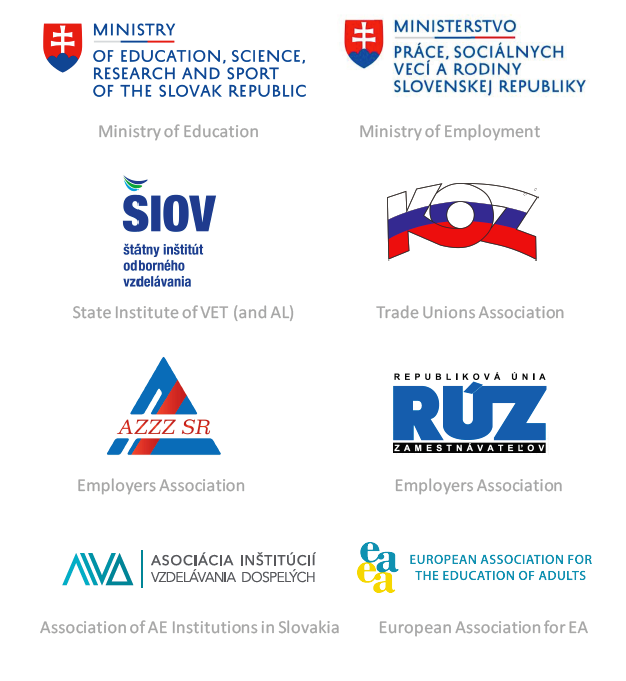 MINISTRY
OF EDUCATION, SCIENCE,
RESEARCH AND SPORT
OF THE SLOVAK REPUBLIC
Ministry of Education
MINISTERSTVO
PRÁCE, SOCIÁLNYCH
VECÍ A RODINY
SLOVENSKEJ REPUBLIKY
Ministry of Employment
ŠIOV
štátny inštitút
odborného
vzdelávania
State Institute of VET (and AL)
KOZ
Trade Unions Association
AZZZ SR
Employers Association
REPUBLIKOVÁ ÚNIA
RÚZ
ZAMESTNÁVATEĽOV
Employers Association
AIVD
ASOCIÁCIA INŠTITÚCIÍ
VZDELÁVANIA DOSPELÝCH
Association of AE Institutions in Slovakia
ea
ea
EUROPEAN ASSOCIATION FOR
THE EDUCATION OF ADULTS
European Association for EA